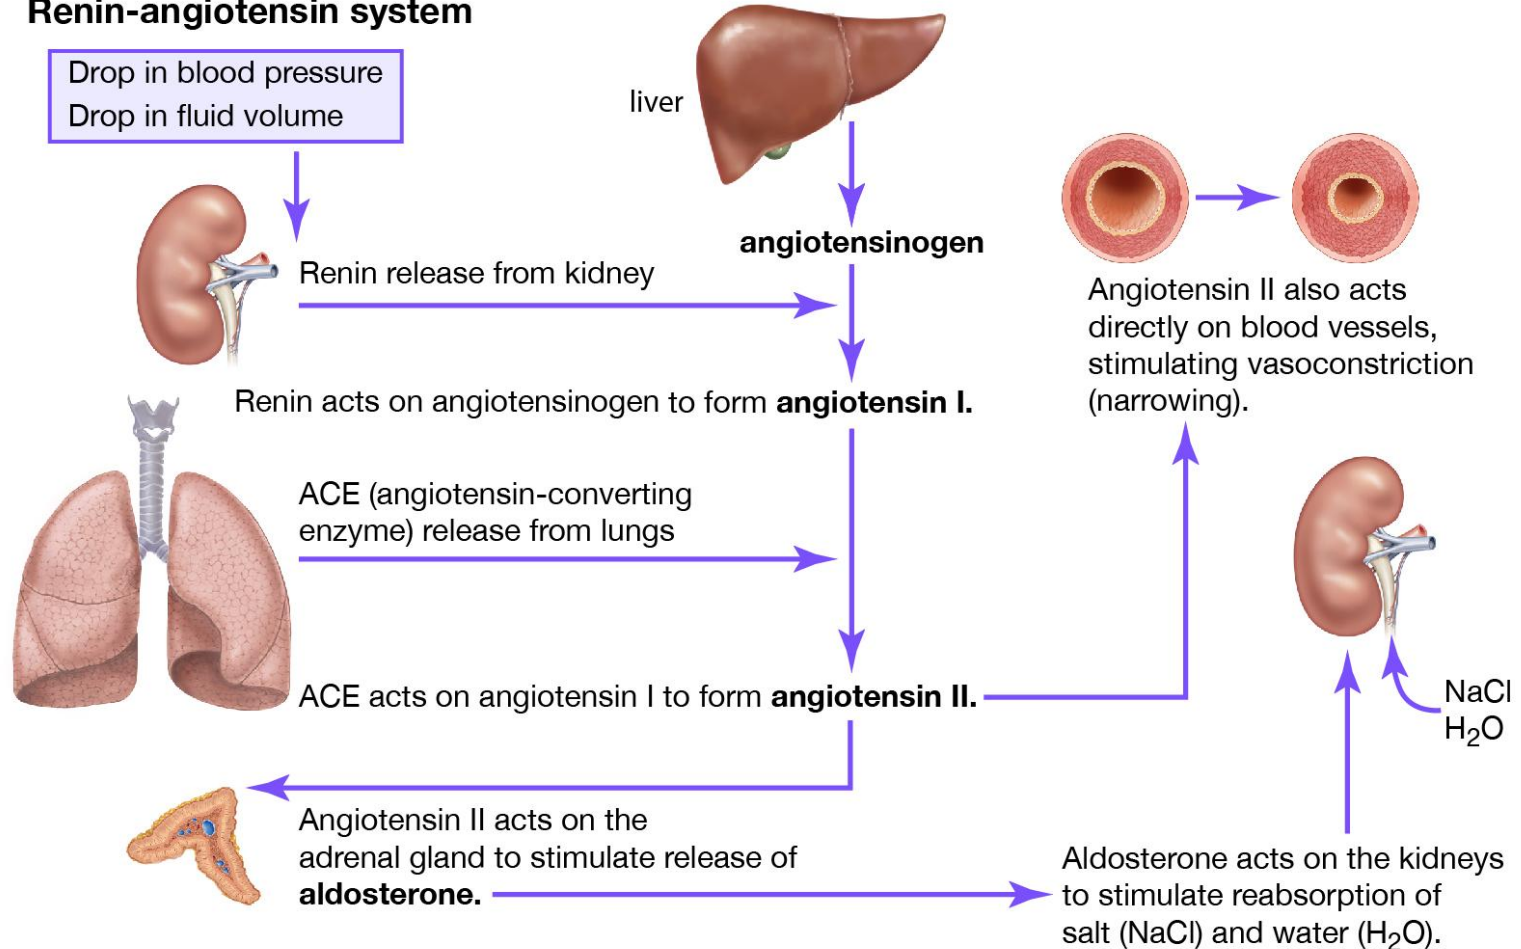 Renin-angiotensin system
Drop in blood pressure
Drop in fluid volume
liver
angiotensinogen
Renin release from kidney
Renin acts on angiotensinogen to form angiotensin I.
ACE (angiotensin-converting
enzyme) release from lungs
ACE acts on angiotensin I to form angiotensin II.
Angiotensin II also acts
directly on blood vessels,
stimulating vasoconstriction
(narrowing).
NaCl
H₂O
Angiotensin II acts on the
adrenal gland to stimulate release of
aldosterone.
Aldosterone acts on the kidneys
to stimulate reabsorption of
salt (NaCl) and water (H₂O).